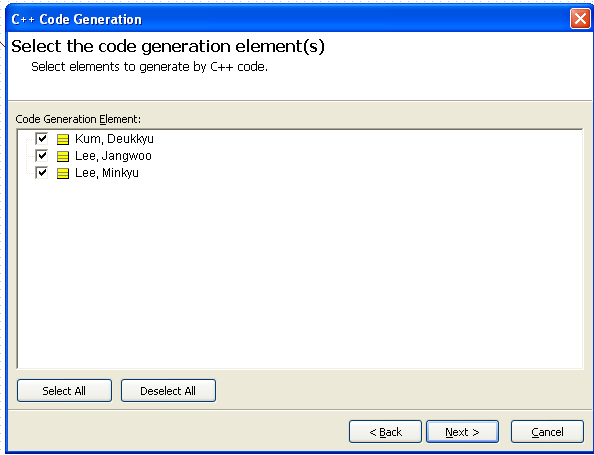 C++ Code Generation
Select the code generation element(s)
Select elements to generate by C++ code.
Code Generation Element:
Kum, Deukkyu
Lee, Jangwoo
Lee, Minkyu
Select All
Deselect All
< Back
Next >
Cancel